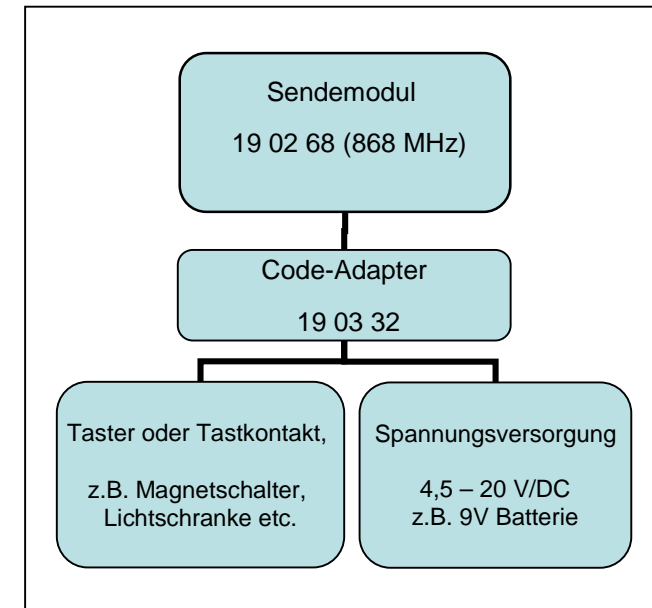 Sendemodul
19 02 68 (868 MHz)
Code-Adapter
19 03 32
Taster oder Tastkontakt,
z.B. Magnetschalter,
Lichtschranke etc.
Spannungsversorgung
4,5 – 20 V/DC
z.B. 9V Batterie